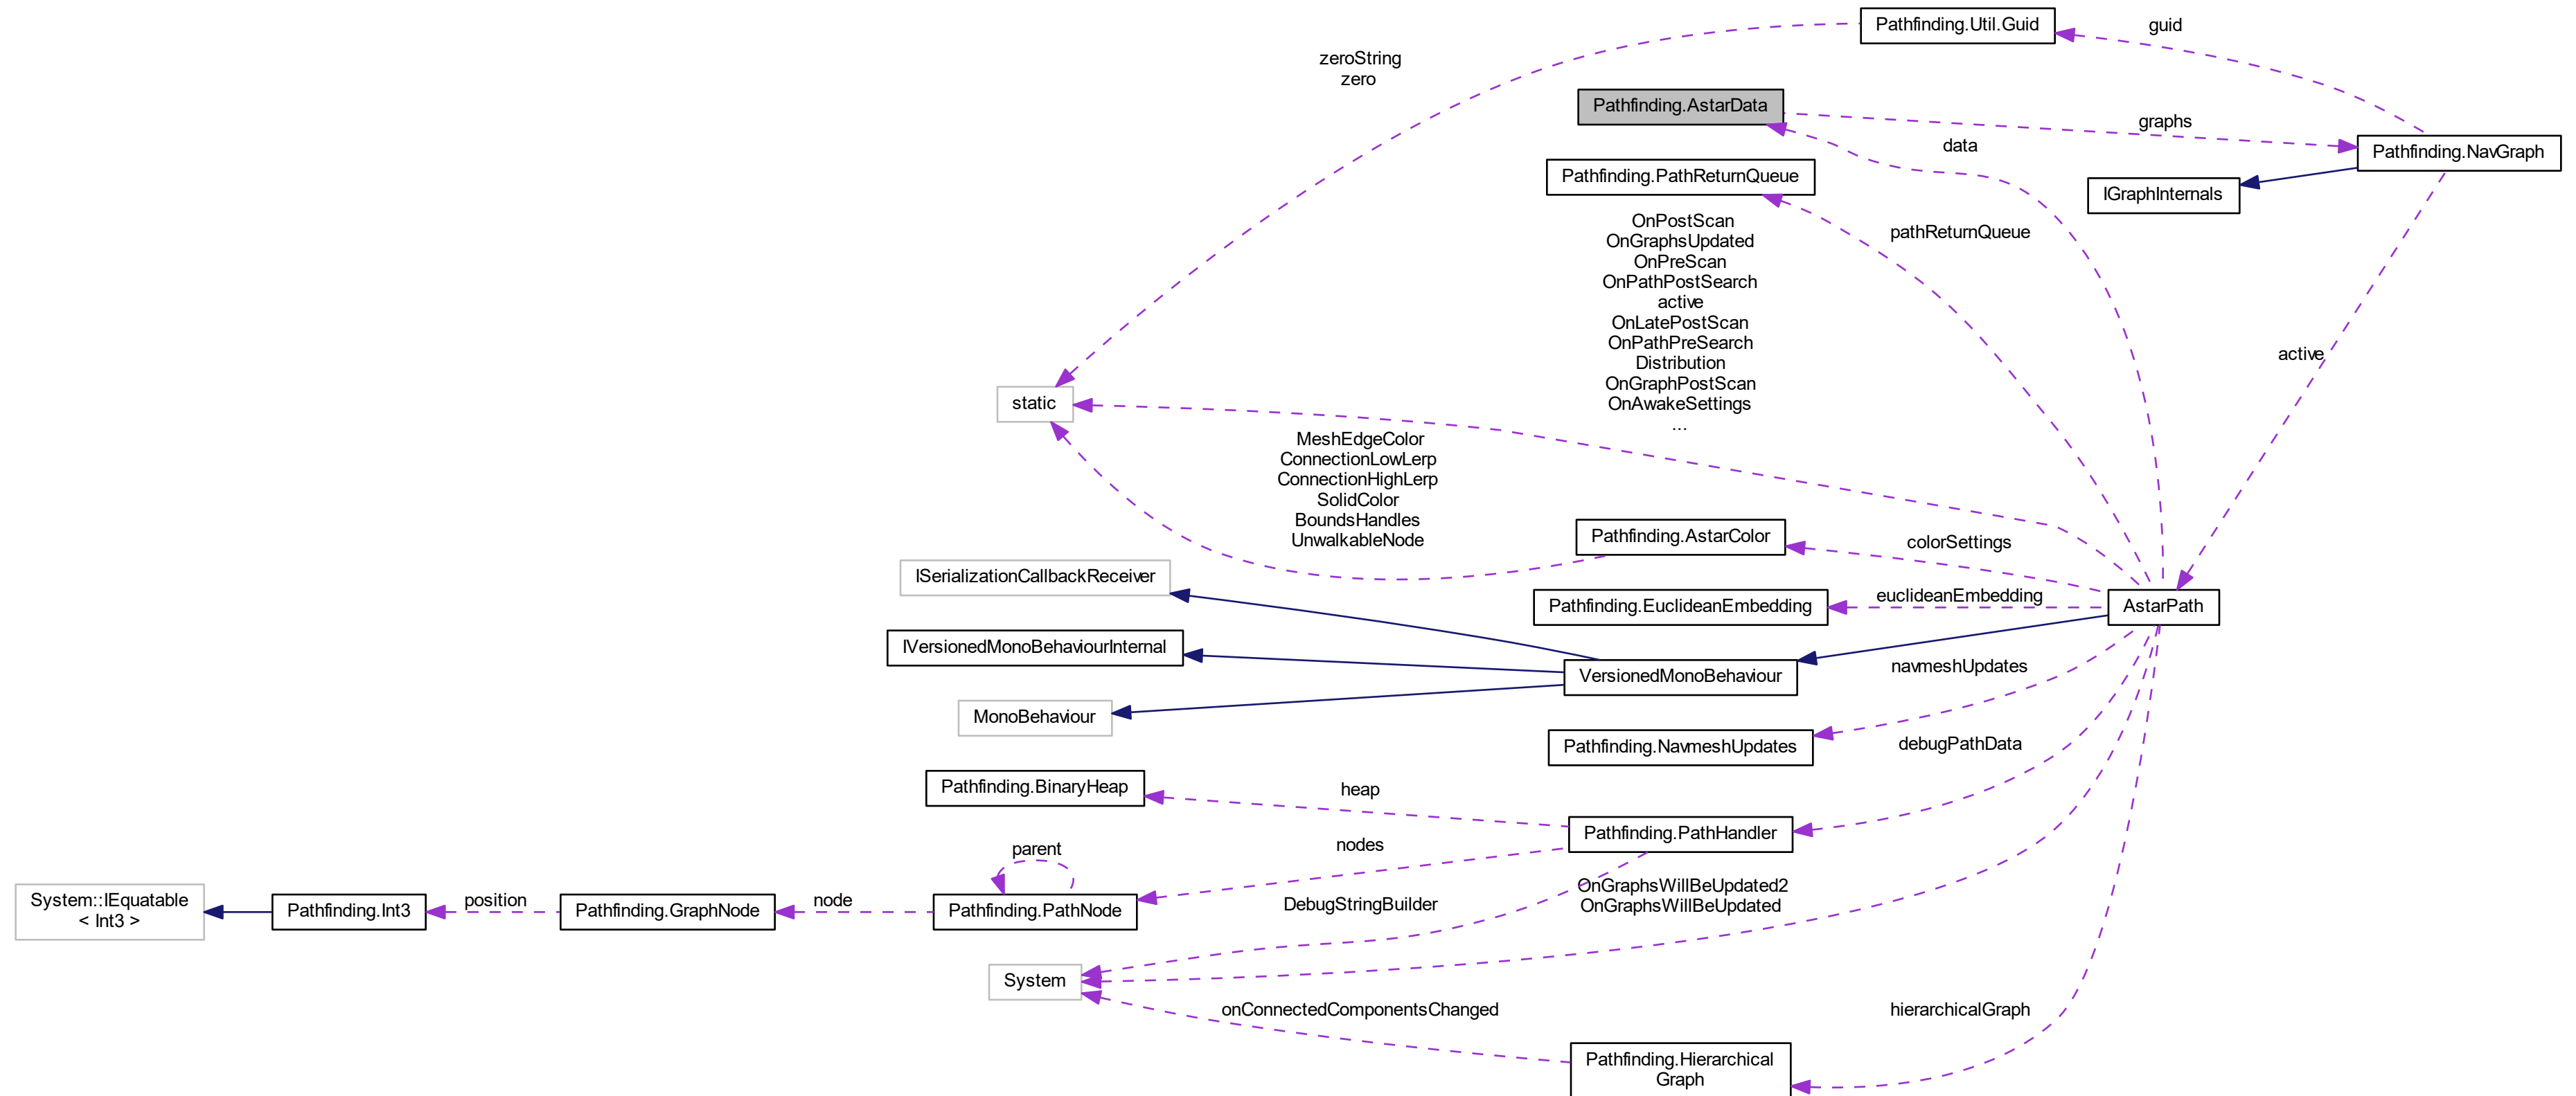 Pathfinding.Util.Guid
guid
zeroString
zero
Pathfinding.AstarData
graphs
data
Pathfinding.NavGraph
Pathfinding.PathReturnQueue
IGraphInternals
OnPostScan
OnGraphsUpdated
OnPreScan
OnPathPostSearch
active
OnLatePostScan
OnPathPreSearch
Distribution
OnGraphPostScan
OnAwakeSettings
...
pathReturnQueue
active
static
MeshEdgeColor
ConnectionLowLerp
ConnectionHighLerp
SolidColor
BoundsHandles
UnwalkableNode
Pathfinding.AstarColor
colorSettings
ISerializationCallbackReceiver
Pathfinding.EuclideanEmbedding
euclideanEmbedding
AstarPath
IVersionedMonoBehaviourInternal
VersionedMonoBehaviour
navmeshUpdates
MonoBehaviour
Pathfinding.NavmeshUpdates
debugPathData
Pathfinding.BinaryHeap
heap
Pathfinding.PathHandler
parent
nodes
System::IEquatable
< Int3 >
Pathfinding.Int3
position
Pathfinding.GraphNode
node
Pathfinding.PathNode
DebugStringBuilder
OnGraphsWillBeUpdated2
OnGraphsWillBeUpdated
System
onConnectedComponentsChanged
hierarchicalGraph
Pathfinding.Hierarchical
Graph